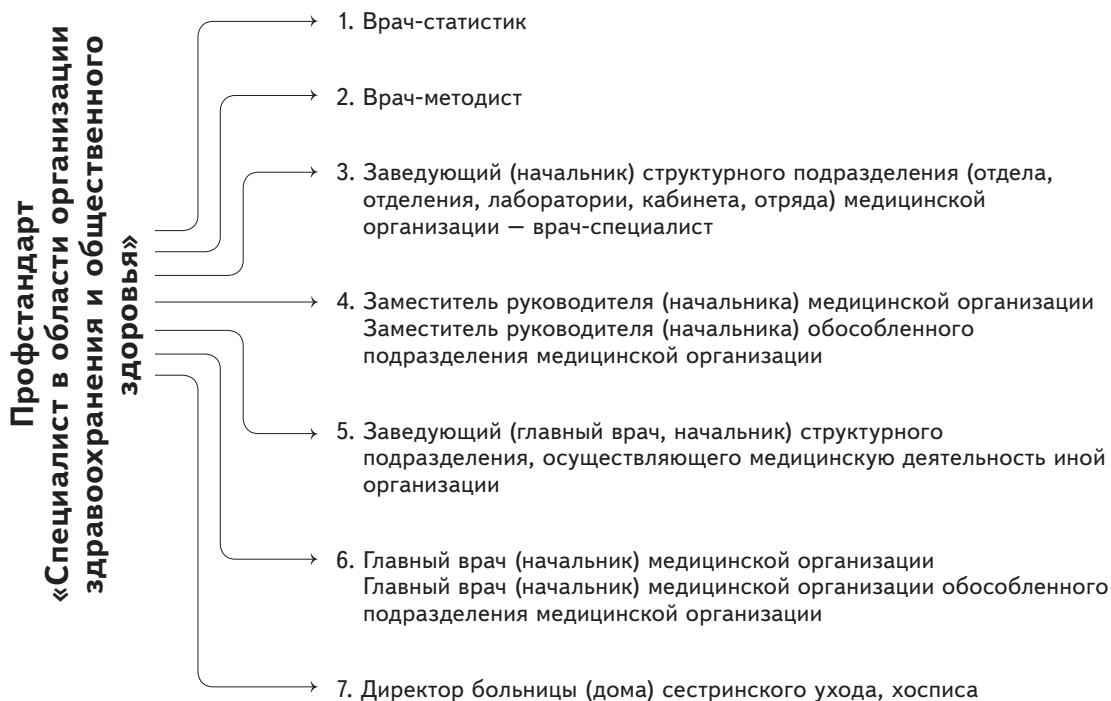 Профстандарт
«Специалист в области организации
здравоохранения и общественного
здоровья»
1. Врач-статистик
2. Врач-методист
3. Заведующий (начальник) структурного подразделения (отдела,
отделения, лаборатории, кабинета, отряда) медицинской
организации — врач-специалист
4. Заместитель руководителя (начальника) медицинской организации
Заместитель руководителя (начальника) обособленного
подразделения медицинской организации
5. Заведующий (главный врач, начальник) структурного
подразделения, осуществляющего медицинскую деятельность иной
организации
6. Главный врач (начальник) медицинской организации
Главный врач (начальник) медицинской организации обособленного
подразделения медицинской организации
7. Директор больницы (дома) сестринского ухода, хосписа